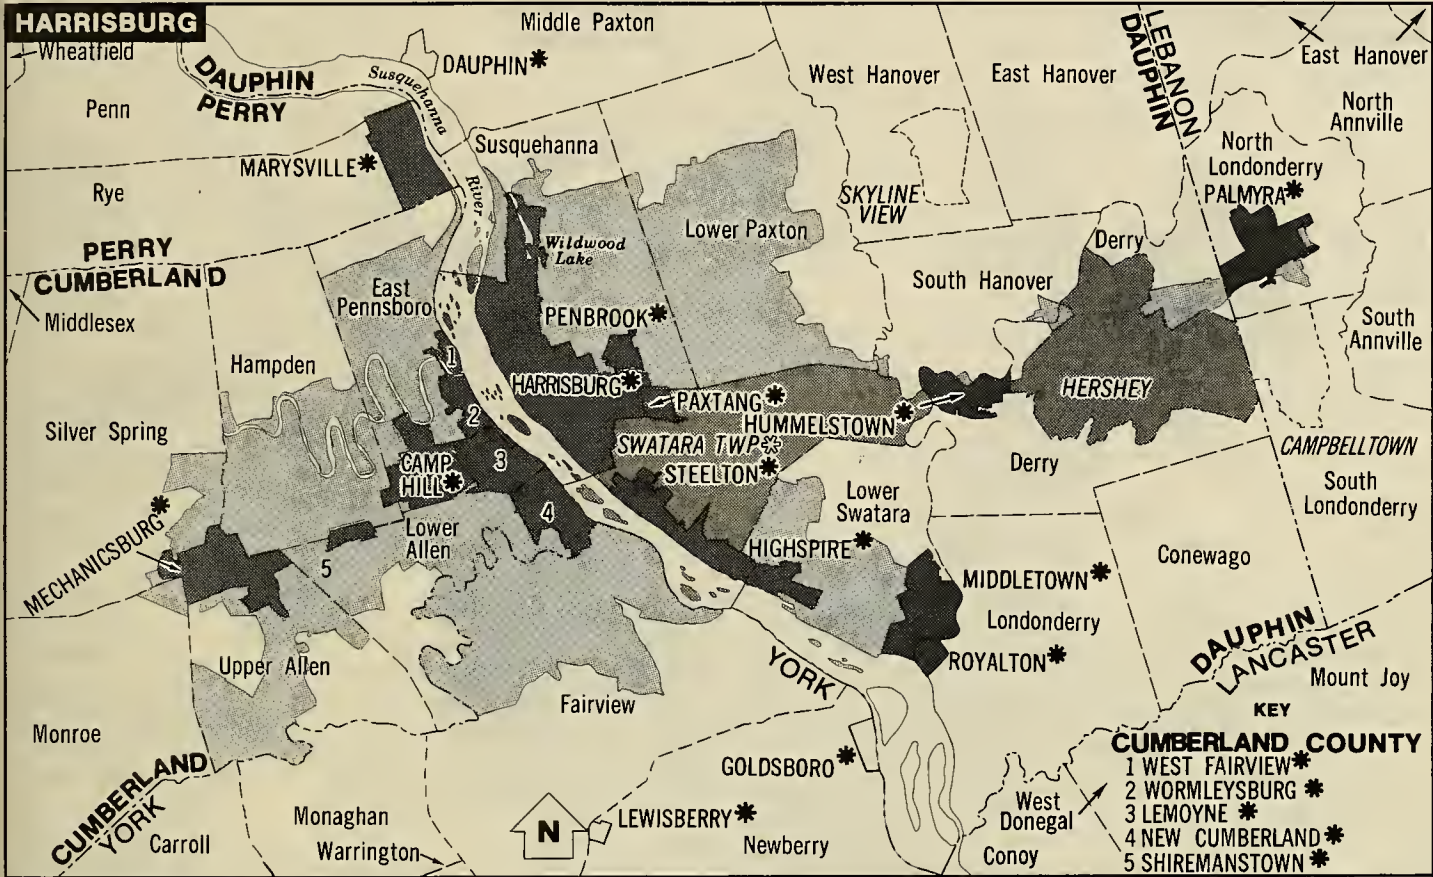 HARRISBURG
Wheatfield
Middle Paxton
DAUPHIN*
DAUPHIN
PERRY
Susquehanna
River
Penn
MARYSVILLE*
Rye
PERRY
CUMBERLAND
Middlesex
Susquehanna
Wildwood
Lake
Lower Paxton
West Hanover
East Hanover
SKYLINE
VIEW
LEBANON
DAUPHIN
East Hanover
North
Annville
North
Londonderry
PALMYRA*
Derry
South Hanover
South
Annville
East
Pennsboro
Hampden
Silver Spring
PENBROOK*
HARRISBURG*
PAXTANG*
HUMMELSTOWN*
HERSHEY
SWATARA TWP*
STEELTON*
CAMPBELLTOWN
South
Londonderry
Derry
1
2
3
4
5
CAMP
HILL*
Lower
Allen
MECHANICSBURG*
Lower
Swatara
HIGHSPIRE*
MIDDLETOWN*
Londonderry
Conewago
ROYALTON*
DAUPHIN
LANCASTER
Mount Joy
Upper Allen
Fairview
YORK
Monroe
CUMBERLAND
YORK
Carroll
Monaghan
Warrington
N
LEWISBERRY*
GOLDSBORO*
Newberry
West
Donegal
Conoy
KEY
CUMBERLAND COUNTY
1 WEST FAIRVIEW*
2 WORMLEYSBURG*
3 LEMOYNE*
4 NEW CUMBERLAND*
5 SHIREMANSTOWN*